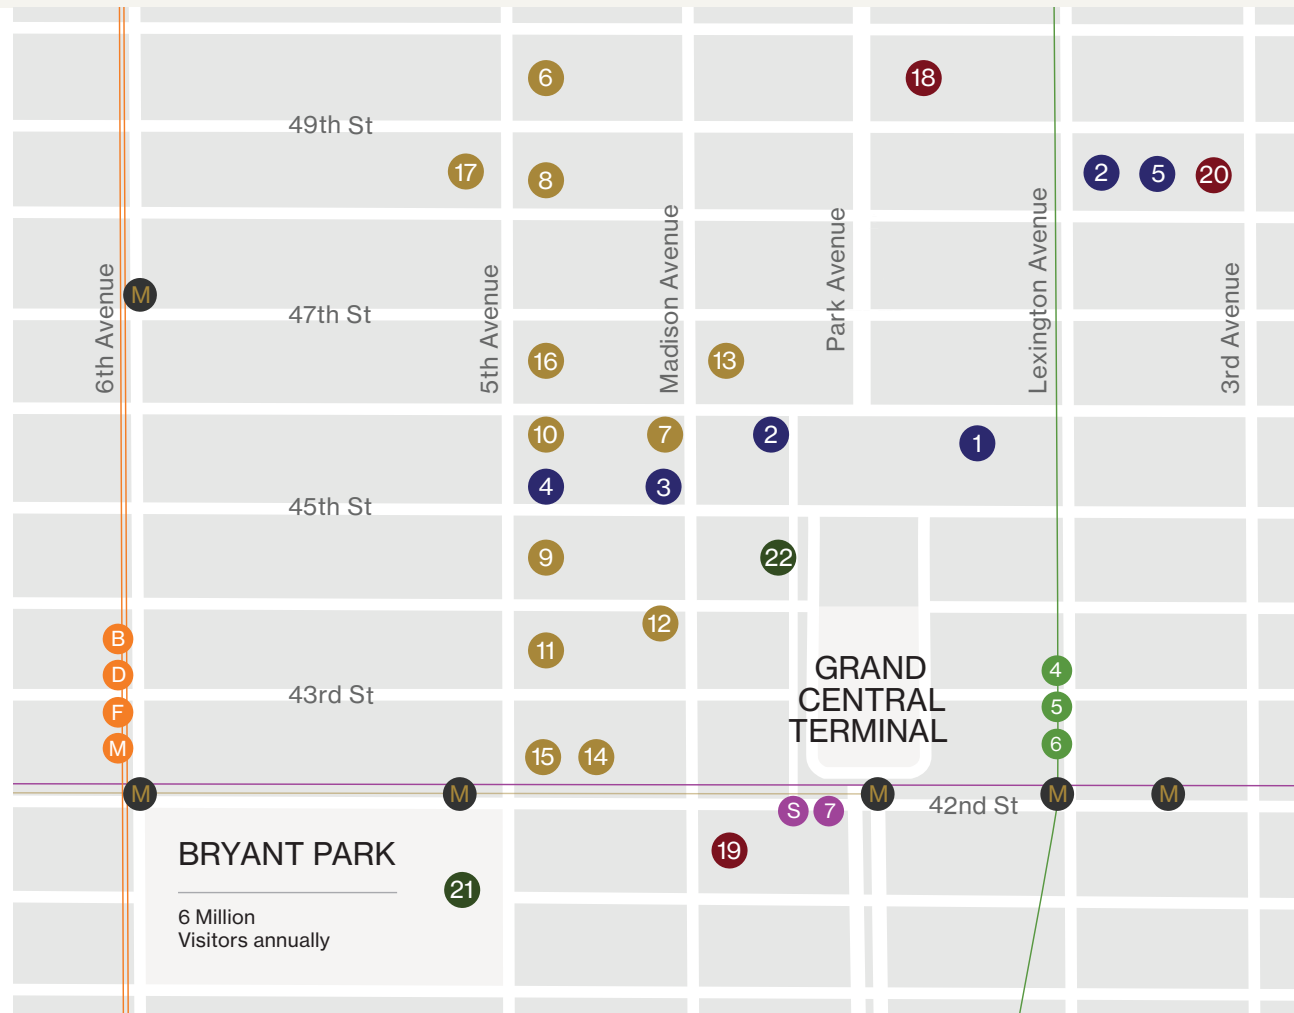 6
18
49th St
17
8
2
5
20
6th Avenue
M
47th St
5th Avenue
Madison Avenue
Park Avenue
Lexington Avenue
3rd Avenue
16
13
10
7
2
1
4
3
45th St
9
22
B
D
F
M
12
11
43rd St
GRAND
CENTRAL
TERMINAL
4
5
6
15
14
M
M
M
M
M
42nd St
S
7
BRYANT PARK
6 Million
Visitors annually
21
19